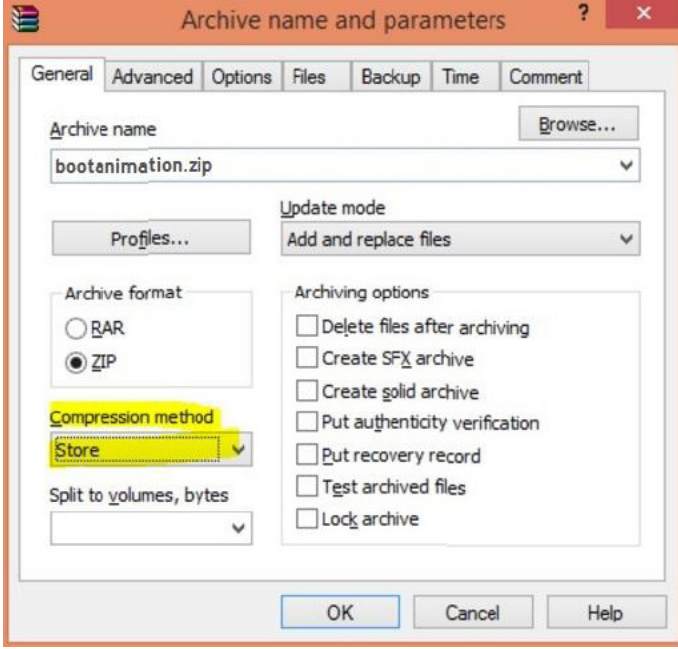 Archive name and parameters ? ×
General Advanced Options Files Backup Time Comment
Archive name
Browse...
bootanimation.zip
Update mode
Profiles...
Add and replace files
Archive format
RAR
ZIP
Compression method
Store
Split to volumes, bytes
Archiving options
Delete files after archiving
Create SFX archive
Create solid archive
Put authenticity verification
Put recovery record
Test archived files
Lock archive
OK Cancel Help